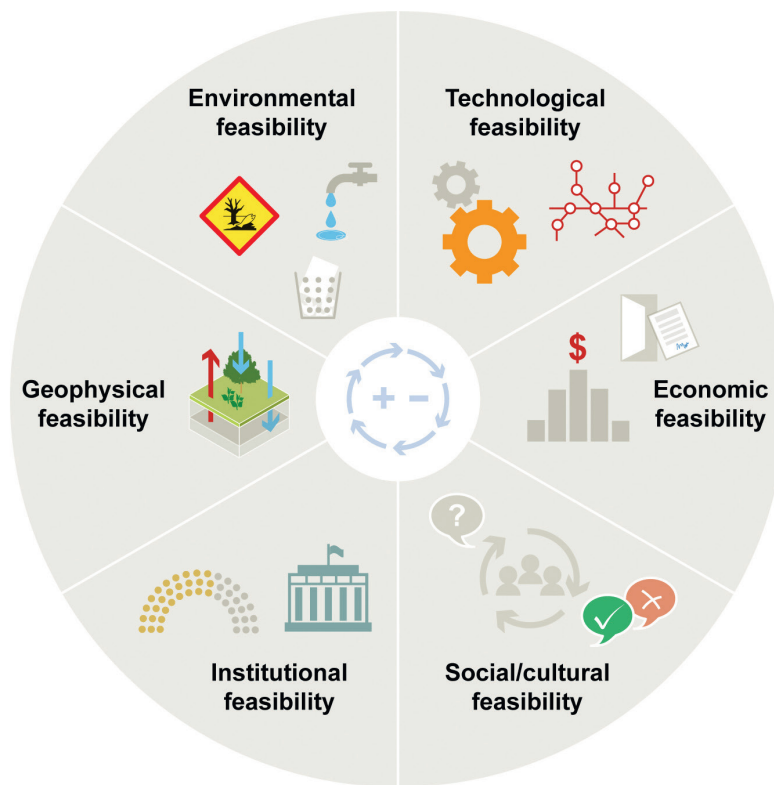 Environmental
feasibility
Technological
feasibility
$
Economic
feasibility
Geophysical
feasibility
+ −
?
Institutional
feasibility
Social/cultural
feasibility